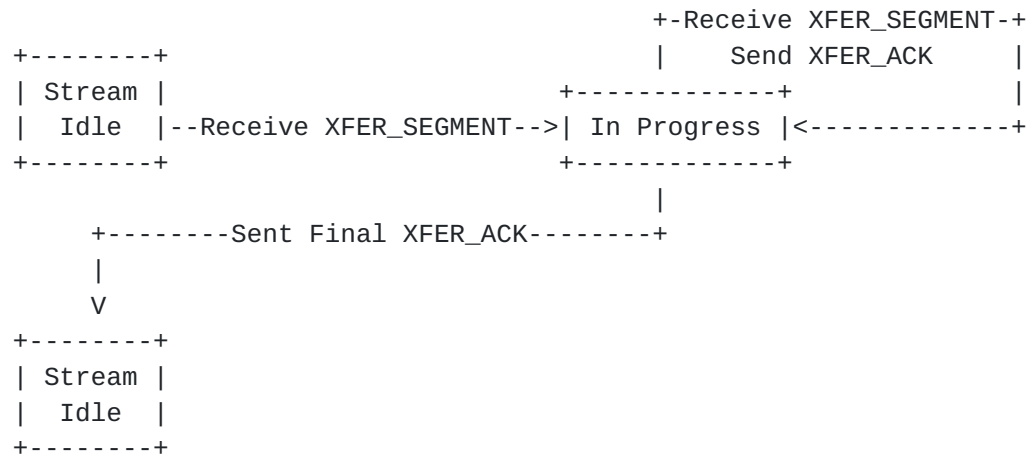 +-Receive XFER_SEGMENT-+
+--------+                               |    Send XFER_ACK     |
| Stream |                         +-------------+              |
|  Idle  |--Receive XFER_SEGMENT-->| In Progress |<-------------+
+--------+                         +-------------+
                                         |
     +--------Sent Final XFER_ACK--------+
     |
     V
+--------+
| Stream |
|  Idle  |
+--------+